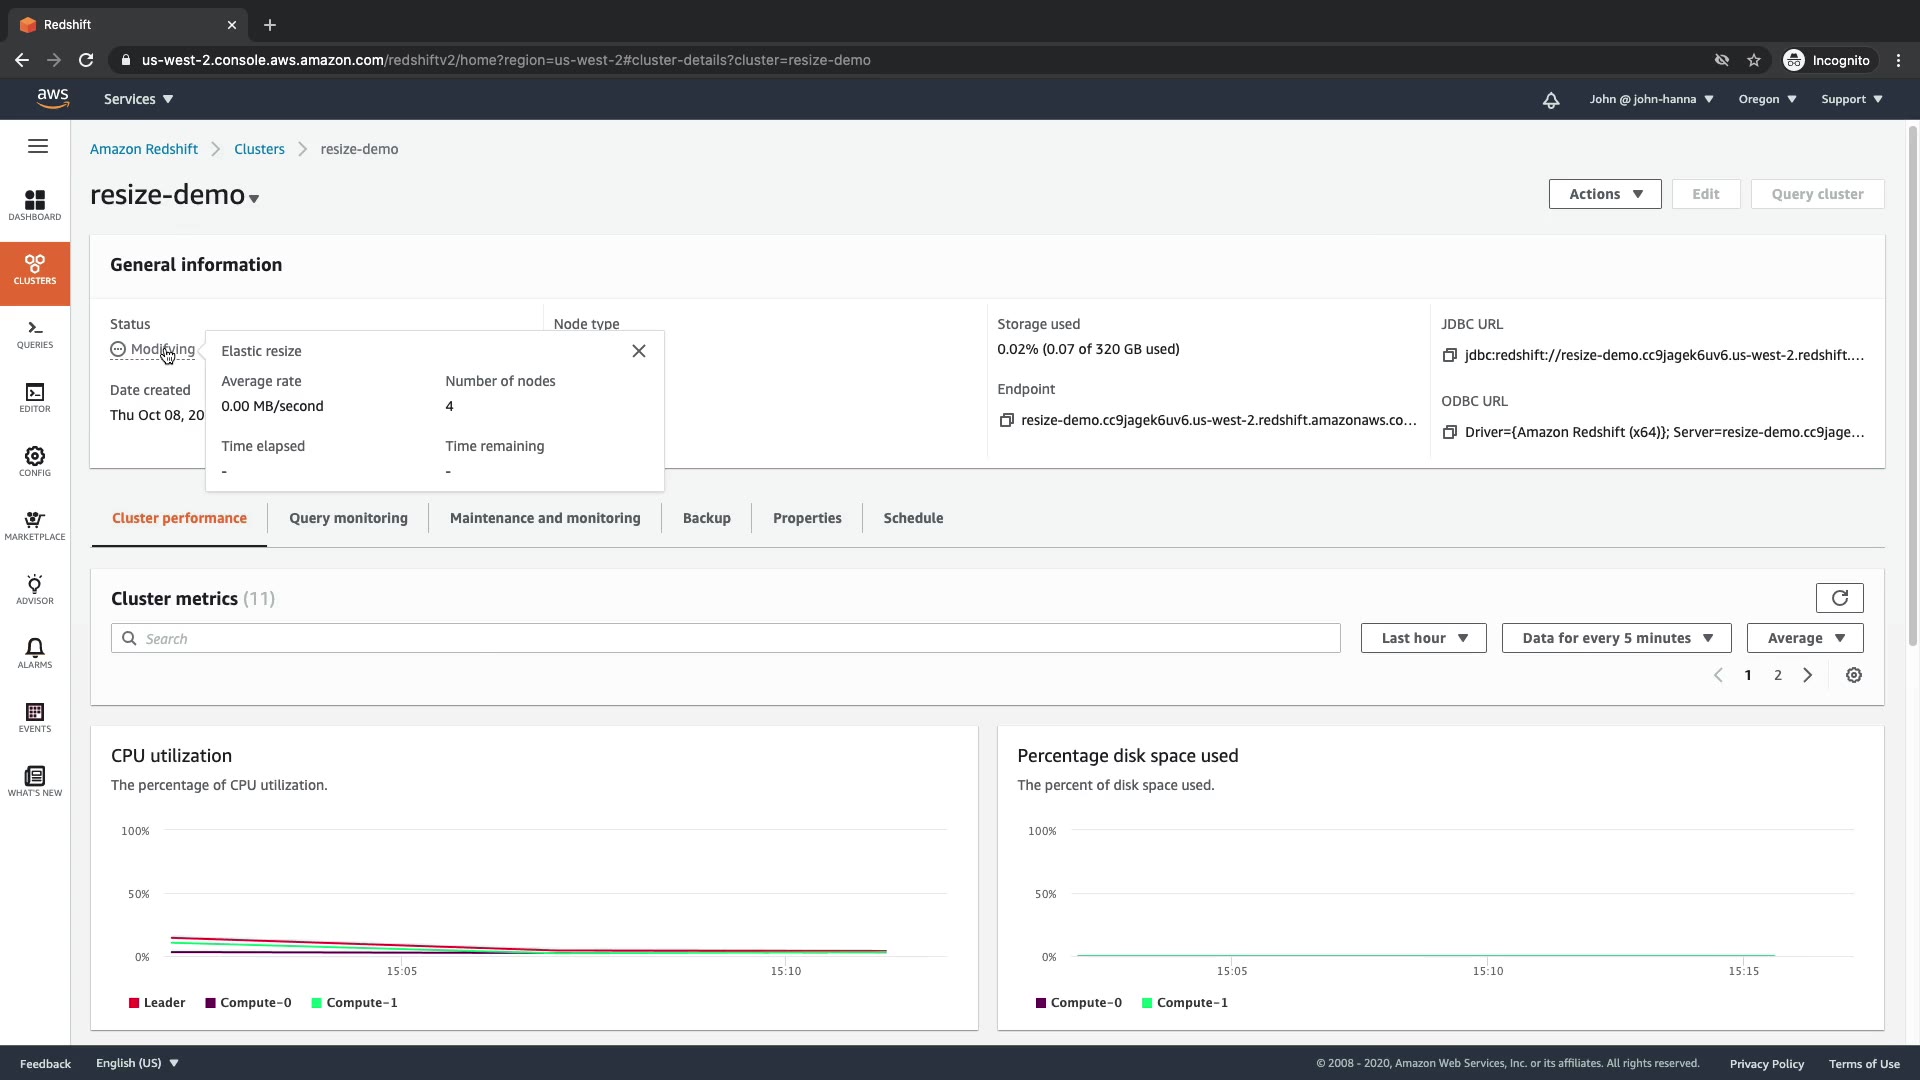 Redshift
us-west-2.console.aws.amazon.com/redshiftv2/home?region=us-west-2#cluster-details?cluster=resize-demo
Incognito
aws
Services
John @ john-hanna
Oregon
Support
Amazon Redshift
Clusters
resize-demo
resize-demo
Actions
Edit
Query cluster
DASHBOARD
CLUSTERS
QUERIES
EDITOR
CONFIG
MARKETPLACE
ADVISOR
ALARMS
EVENTS
WHAT'S NEW
General information
Status
Modifying
Date created
Thu Oct 08, 20
Node type
Elastic resize
Average rate
0.00 MB/second
Number of nodes
4
Time elapsed
-
Time remaining
-
Storage used
0.02% (0.07 of 320 GB used)
Endpoint
resize-demo.cc9jagek6uv6.us-west-2.redshift.amazonaws.co...
JDBC URL
jdbc:redshift://resize-demo.cc9jagek6uv6.us-west-2.redshift....
ODBC URL
Driver={Amazon Redshift (x64)}; Server=resize-demo.cc9jage...
Cluster performance
Query monitoring
Maintenance and monitoring
Backup
Properties
Schedule
Cluster metrics (11)
Search
Last hour
Data for every 5 minutes
Average
1
2
CPU utilization
The percentage of CPU utilization.
100%
50%
0%
15:05
15:10
Leader
Compute-0
Compute-1
Percentage disk space used
The percent of disk space used.
100%
50%
0%
15:05
15:10
15:15
Compute-0
Compute-1
Feedback
English (US)
© 2008 - 2020, Amazon Web Services, Inc. or its affiliates. All rights reserved.
Privacy Policy
Terms of Use